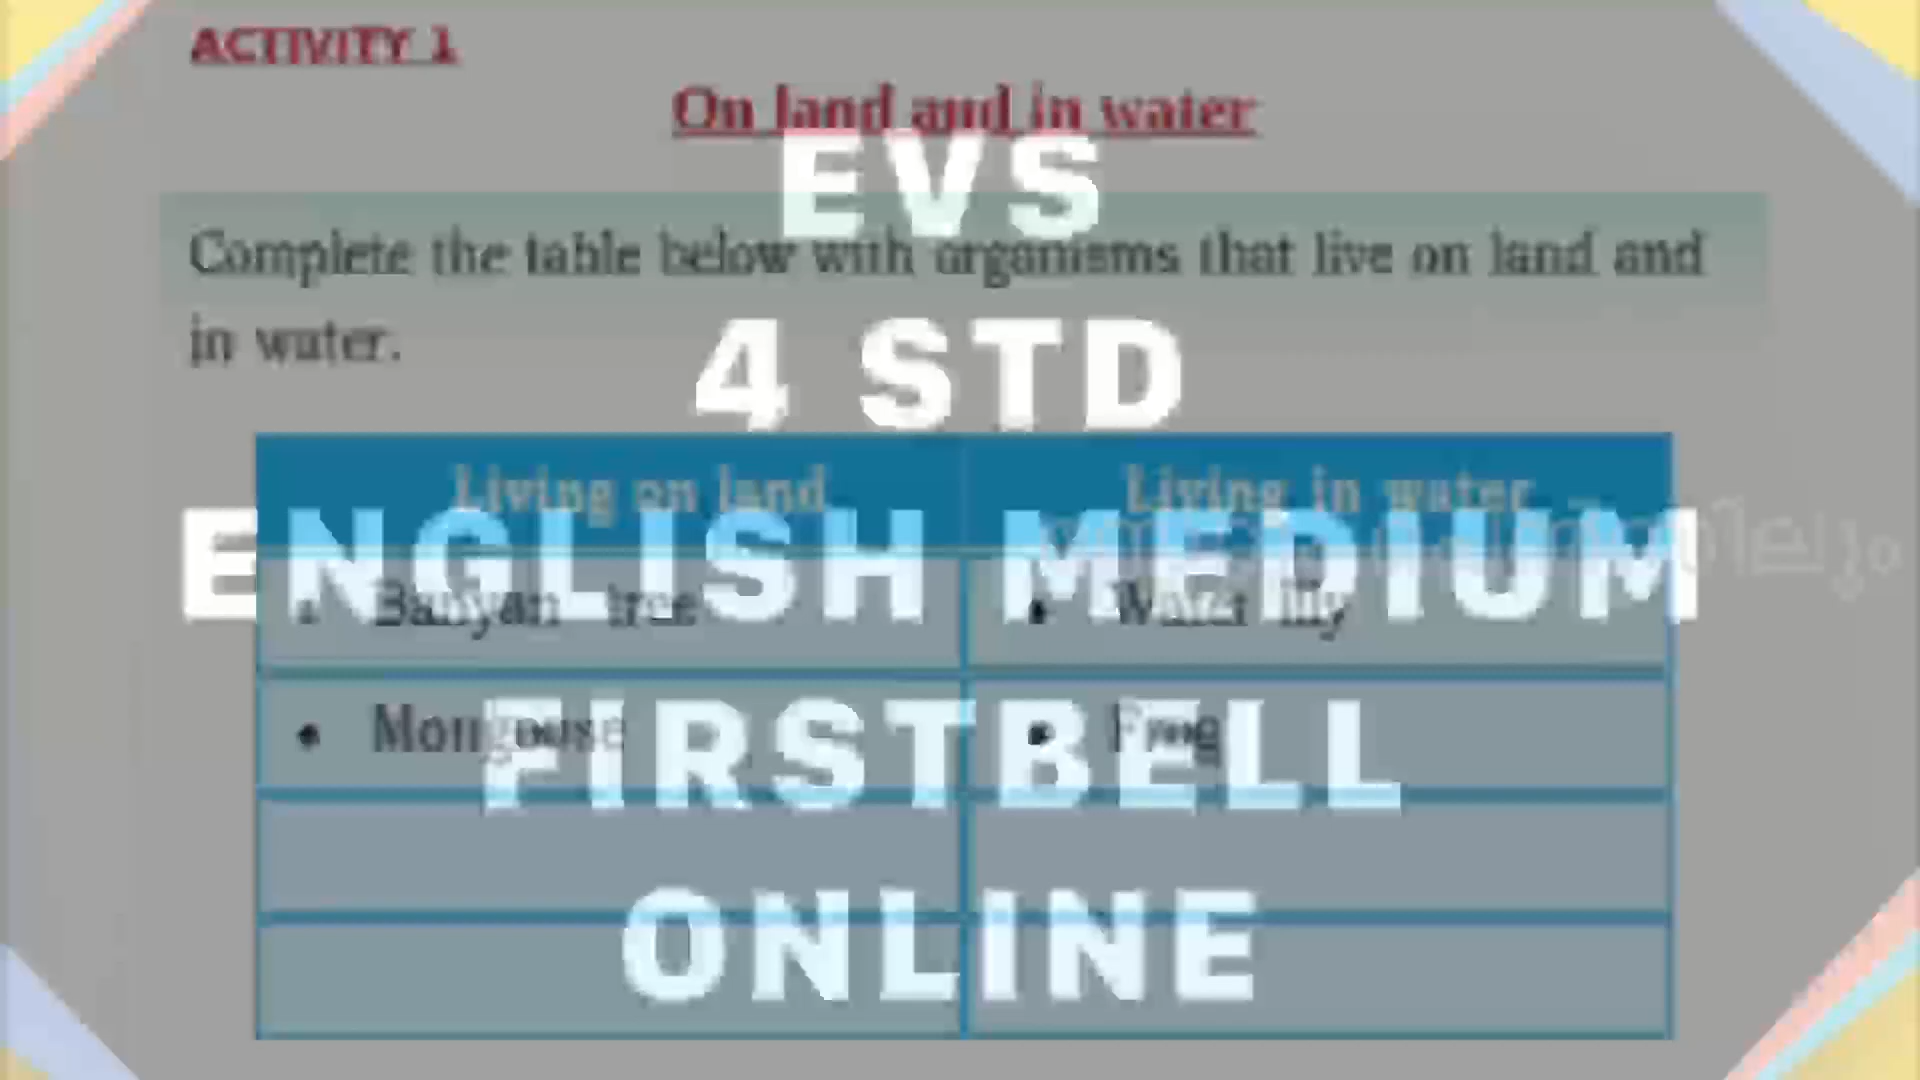 ACTIVITY 1
On land and in water
EVS
Complete the table below with organisms that live on land and
in water.
4 STD
Living on land
Living in water
ENGLISH MEDIUM
• Banyan tree
• Water lily
FIRSTBELL
• Mongouse
• Frog
ONLINE